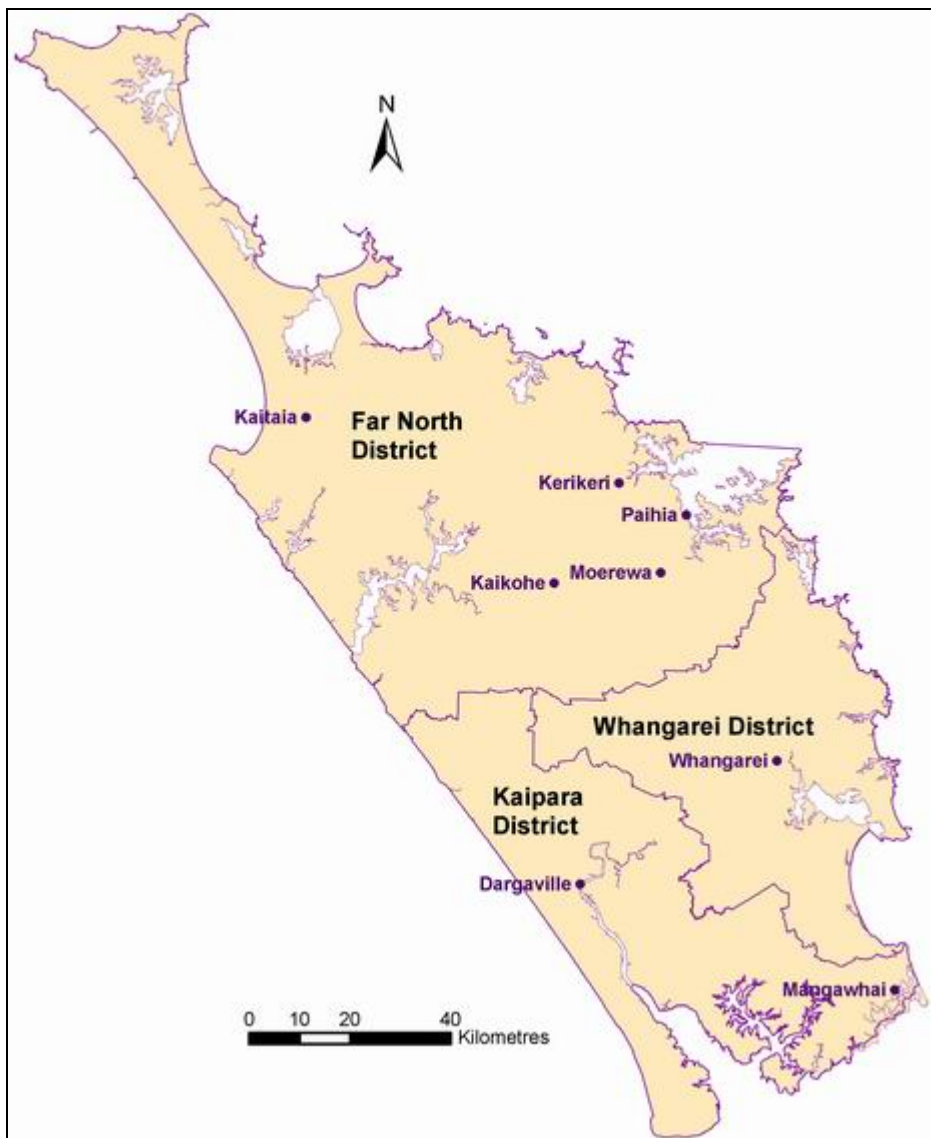 N
Kaitaia
Far North
District
Kerikeri
Paihia
Kaikohe
Moerewa
Whangarei District
Whangarei
Kaipara
District
Dargaville
Mangawhai
0 10 20 40
Kilometres